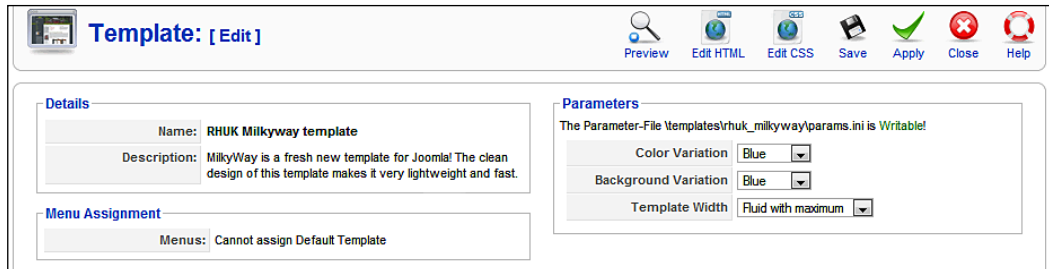 Template: [ Edit ]
Preview
Edit HTML
Edit CSS
Save
Apply
Close
Help
Details
Name: RHUK Milkyway template
Description: MilkyWay is a fresh new template for Joomla! The clean
design of this template makes it very lightweight and fast.
Menu Assignment
Menus: Cannot assign Default Template
Parameters
The Parameter-File \templates\rhuk_milkyway\params.ini is Writable!
Color Variation Blue
Background Variation Blue
Template Width Fluid with maximum